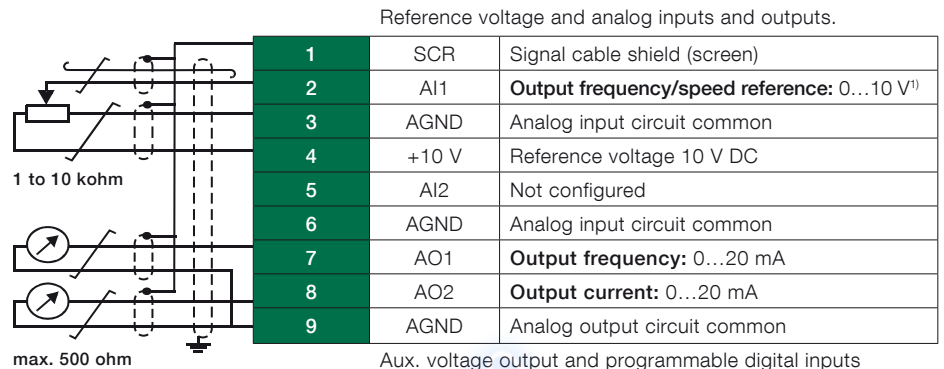 Reference voltage and analog inputs and outputs.
1 SCR Signal cable shield (screen)
2 AI1 Output frequency/speed reference: 0…10 V¹⁾
3 AGND Analog input circuit common
4 +10 V Reference voltage 10 V DC
1 to 10 kohm
5 AI2 Not configured
6 AGND Analog input circuit common
7 AO1 Output frequency: 0…20 mA
8 AO2 Output current: 0…20 mA
9 AGND Analog output circuit common
max. 500 ohm
Aux. voltage output and programmable digital inputs